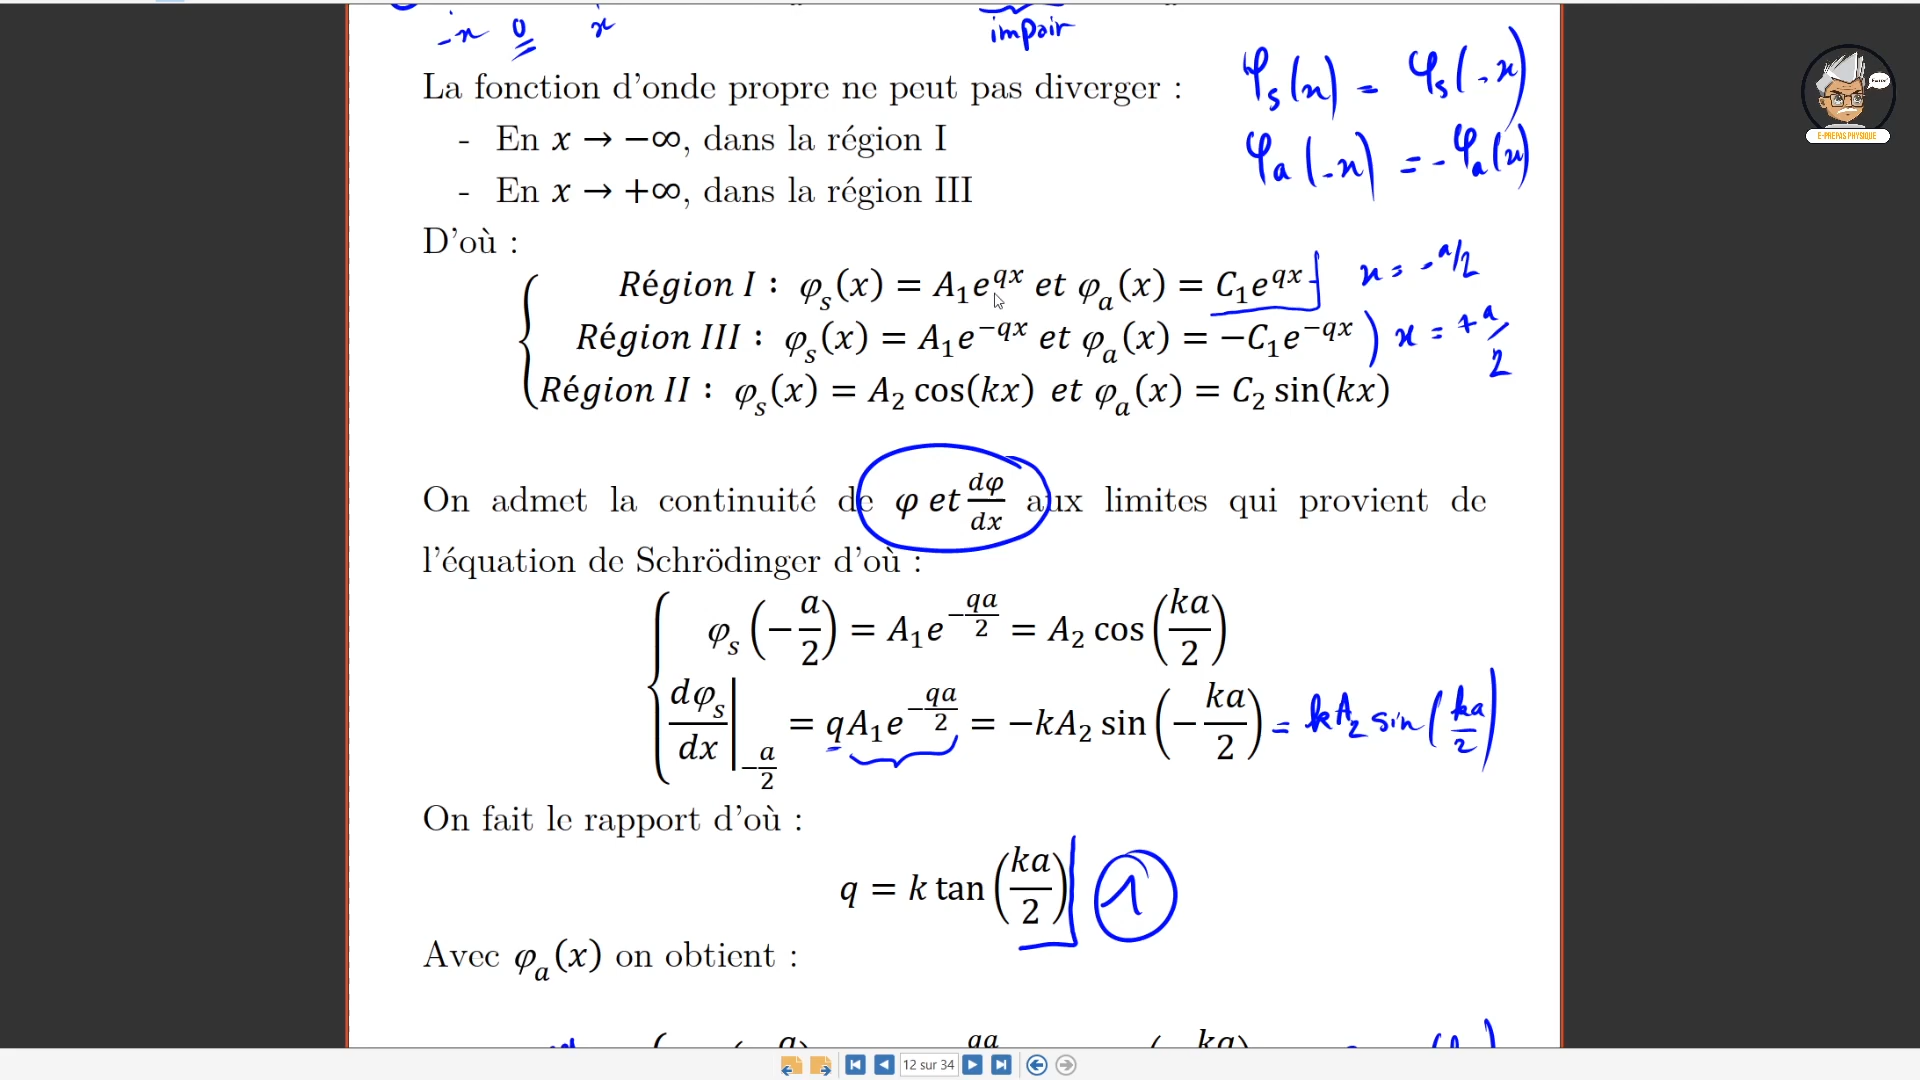 -x 0 x
impair
La fonction d'onde propre ne peut pas diverger :
φs(x) = φs(-x)
- En x → −∞, dans la région I
φa(-x) = -φa(x)
- En x → +∞, dans la région III
E-PREPAS PHYSIQUE
D'où :
Région I : φs(x) = A₁e^(qx) et φa(x) = C₁e^(qx) x = -a/2
Région III : φs(x) = A₁e^(−qx) et φa(x) = −C₁e^(−qx) x = +a/2
Région II : φs(x) = A₂ cos(kx) et φa(x) = C₂ sin(kx)
On admet la continuité de φ et dφ/dx aux limites qui provient de
l'équation de Schrödinger d'où :
φs(−a/2) = A₁e^(−qa/2) = A₂ cos(ka/2)
dφs/dx|−a/2 = qA₁e^(−qa/2) = −kA₂ sin(−ka/2) = kA₂ sin(ka/2)
On fait le rapport d'où :
q = k tan(ka/2) 1
Avec φa(x) on obtient :
12 sur 34